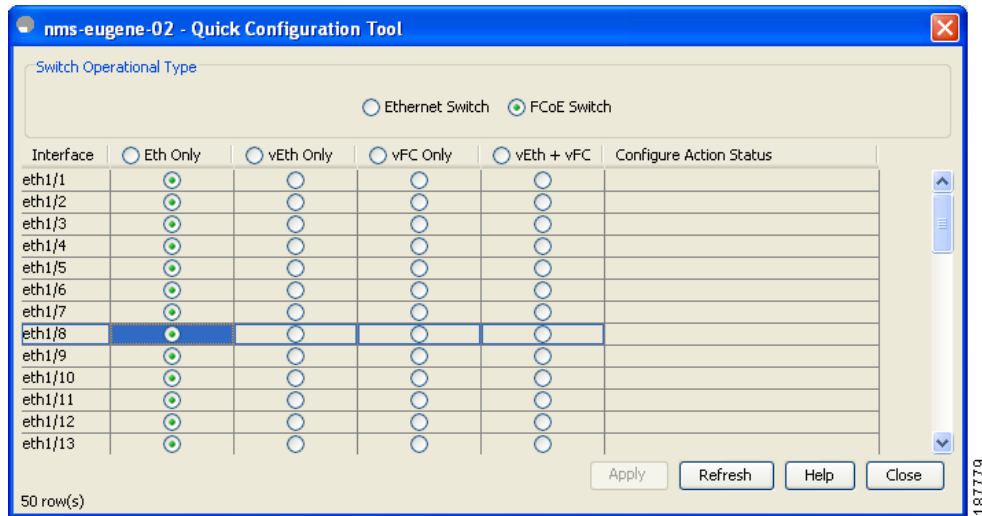 nms-eugene-02 - Quick Configuration Tool
Switch Operational Type
Ethernet Switch FCoE Switch
Interface Eth Only vEth Only vFC Only vEth + vFC Configure Action Status
eth1/1
eth1/2
eth1/3
eth1/4
eth1/5
eth1/6
eth1/7
eth1/8
eth1/9
eth1/10
eth1/11
eth1/12
eth1/13
Apply Refresh Help Close
50 row(s)
187779